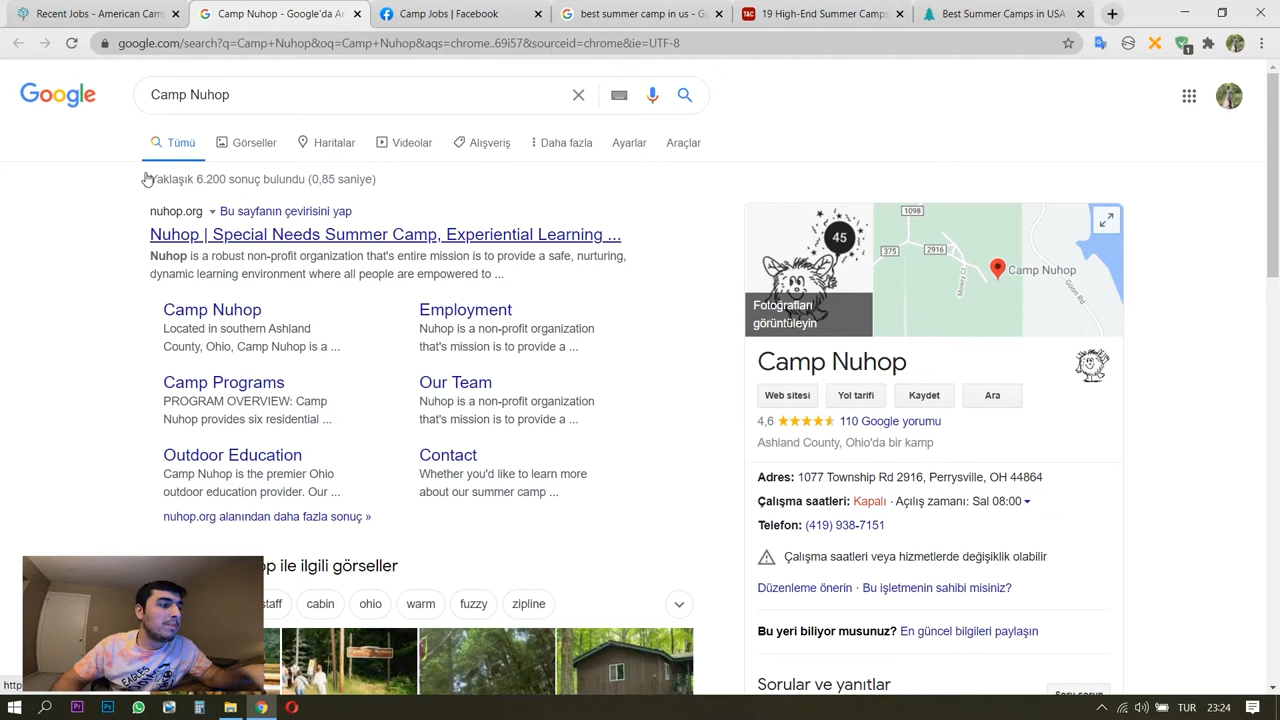 Recent Jobs - American Camp
Camp Nuhop - Google'da Ar
Camp Jobs | Facebook
best summer camp in us - Go
19 High-End Summer Camps
Best Summer Camps in USA
google.com/search?q=Camp+Nuhop&oq=Camp+Nuhop&aqs=chrome..69i57&sourceid=chrome&ie=UTF-8
1
Google
Camp Nuhop
Tümü
Görseller
Haritalar
Videolar
Alışveriş
Daha fazla
Ayarlar
Araçlar
Yaklaşık 6.200 sonuç bulundu (0,85 saniye)
nuhop.org Bu sayfanın çevirisini yap
Nuhop | Special Needs Summer Camp, Experiential Learning ...
Nuhop is a robust non-profit organization that's entire mission is to provide a safe, nurturing,
dynamic learning environment where all people are empowered to ...
Camp Nuhop
Located in southern Ashland
County, Ohio, Camp Nuhop is a ...
Employment
Nuhop is a non-profit organization
that's mission is to provide a ...
Camp Programs
PROGRAM OVERVIEW: Camp
Nuhop provides six residential ...
Our Team
Nuhop is a non-profit organization
that's mission is to provide a ...
Outdoor Education
Camp Nuhop is the premier Ohio
outdoor education provider. Our ...
Contact
Whether you'd like to learn more
about our summer camp ...
nuhop.org alanından daha fazla sonuç »
op ile ilgili görseller
staff
cabin
ohio
warm
fuzzy
zipline
http
45
Fotoğrafları
görüntüleyin
1098
375
2916
Mowry Ct
Goon Rd
Camp Nuhop
Camp Nuhop
Web sitesi
Yol tarifi
Kaydet
Ara
4,6 110 Google yorumu
Ashland County, Ohio'da bir kamp
Adres: 1077 Township Rd 2916, Perrysville, OH 44864
Çalışma saatleri: Kapalı · Açılış zamanı: Sal 08:00
Telefon: (419) 938-7151
Çalışma saatleri veya hizmetlerde değişiklik olabilir
Düzenleme önerin · Bu işletmenin sahibi misiniz?
Bu yeri biliyor musunuz? En güncel bilgileri paylaşın
Sorular ve yanıtlar
Soru sorun
EAGLES
TUR
23:24